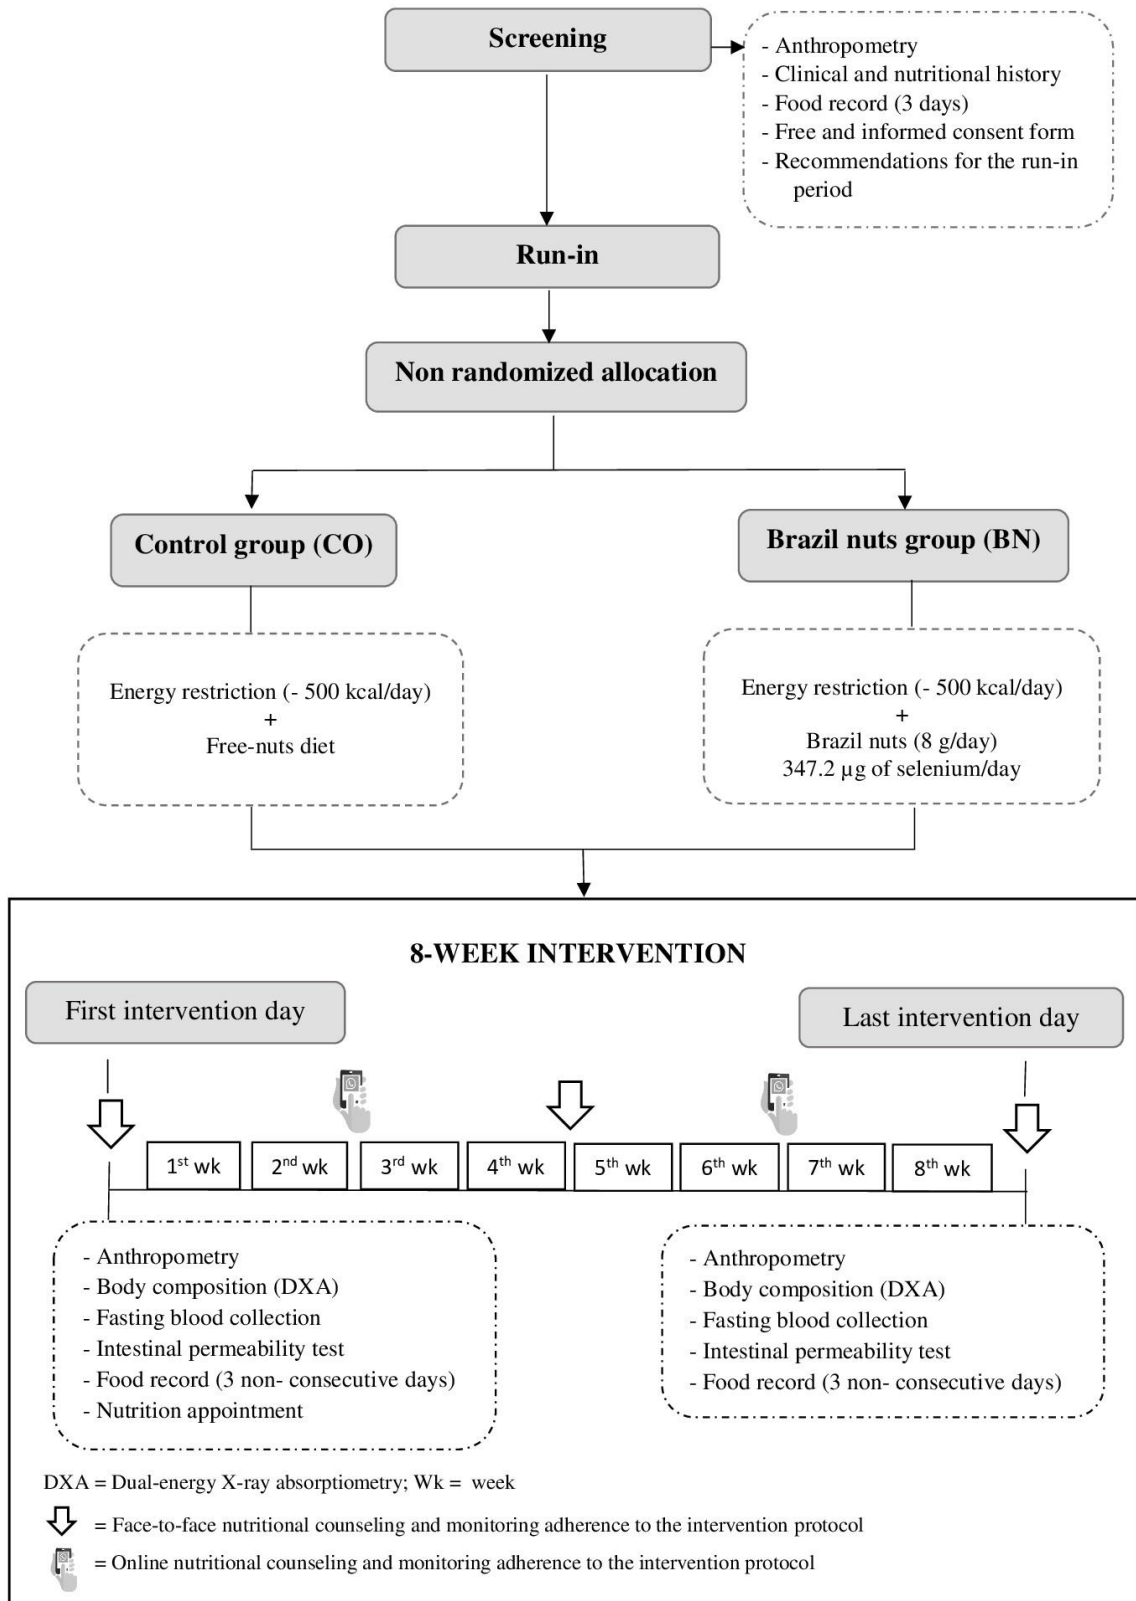 Screening
- Anthropometry
- Clinical and nutritional history
- Food record (3 days)
- Free and informed consent form
- Recommendations for the run-in
period
Run-in
Non randomized allocation
Control group (CO)
Brazil nuts group (BN)
Energy restriction (- 500 kcal/day)
+
Free-nuts diet
Energy restriction (- 500 kcal/day)
+
Brazil nuts (8 g/day)
347.2 µg of selenium/day
8-WEEK INTERVENTION
First intervention day
Last intervention day
1st wk
2nd wk
3rd wk
4th wk
5th wk
6th wk
7th wk
8th wk
- Anthropometry
- Body composition (DXA)
- Fasting blood collection
- Intestinal permeability test
- Food record (3 non- consecutive days)
- Nutrition appointment
- Anthropometry
- Body composition (DXA)
- Fasting blood collection
- Intestinal permeability test
- Food record (3 non- consecutive days)
DXA = Dual-energy X-ray absorptiometry; Wk = week
= Face-to-face nutritional counseling and monitoring adherence to the intervention protocol
= Online nutritional counseling and monitoring adherence to the intervention protocol